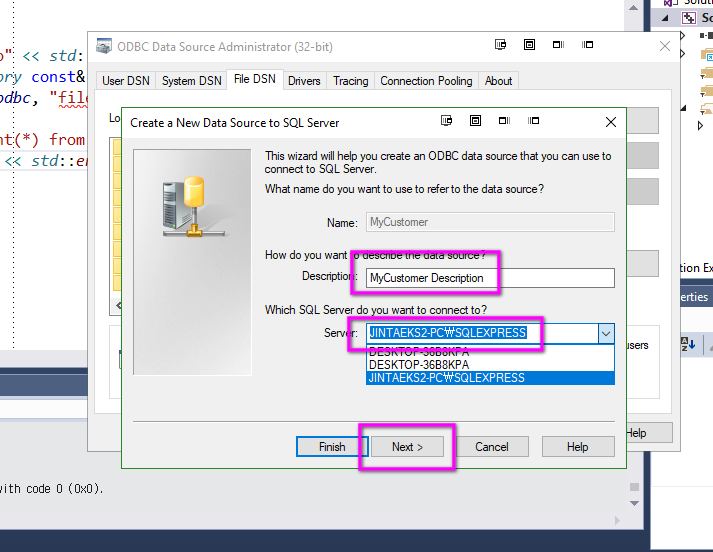 Solution
ODBC Data Source Administrator (32-bit)
So
o" << std:
ory const&
odbc, "file
nt(*) from
<< std::en
User DSN
System DSN
File DSN
Drivers
Tracing
Connection Pooling
About
Lo
Create a New Data Source to SQL Server
This wizard will help you create an ODBC data source that you can use to
connect to SQL Server.
What name do you want to use to refer to the data source?
Name:
MyCustomer
How do you want to describe the data source?
Description:
MyCustomer Description
Which SQL Server do you want to connect to?
Server:
JINTAEKS2-PC₩SQLEXPRESS
DESKTOP-36B8KPA
DESKTOP-36B8KPA
JINTAEKS2-PC₩SQLEXPRESS
Finish
Next >
Cancel
Help
users
Help
tion Ex
erties
with code 0 (0x0).